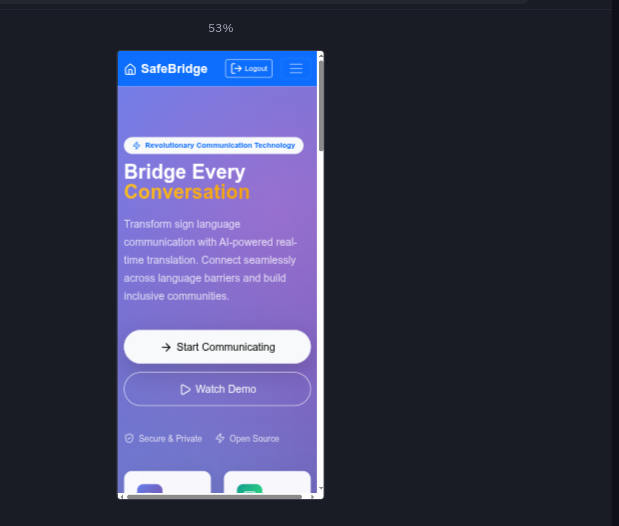 53%
SafeBridge
Logout
Revolutionary Communication Technology
Bridge Every
Conversation
Transform sign language
communication with AI-powered real-
time translation. Connect seamlessly
across language barriers and build
inclusive communities.
Start Communicating
Watch Demo
Secure & Private Open Source